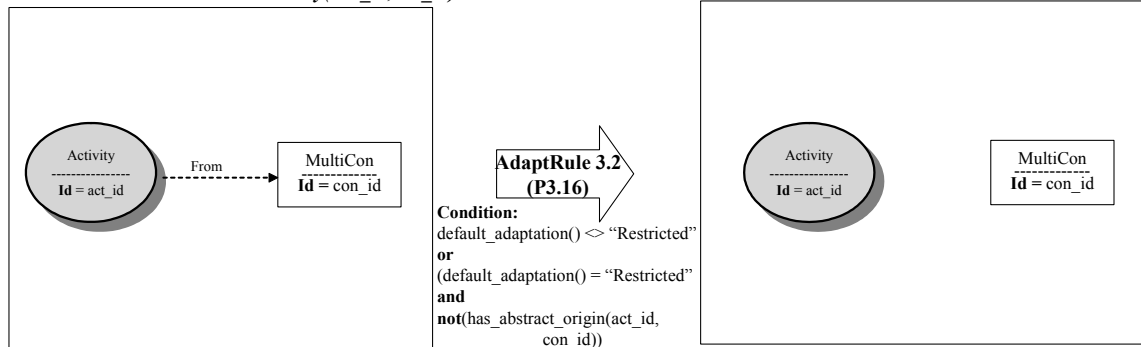 Activity
Id = act_id
From
MultiCon
Id = con_id
AdaptRule 3.2
(P3.16)
Condition:
default_adaptation() <> “Restricted”
or
(default_adaptation() = “Restricted”
and
not(has_abstract_origin(act_id,
con_id))
Activity
Id = act_id
MultiCon
Id = con_id